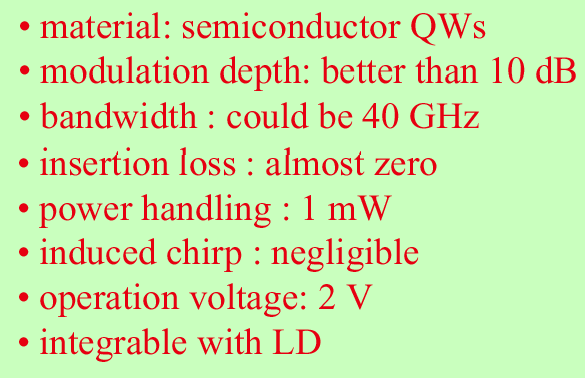 • material: semiconductor QWs
• modulation depth: better than 10 dB
• bandwidth : could be 40 GHz
• insertion loss : almost zero
• power handling : 1 mW
• induced chirp : negligible
• operation voltage: 2 V
• integrable with LD